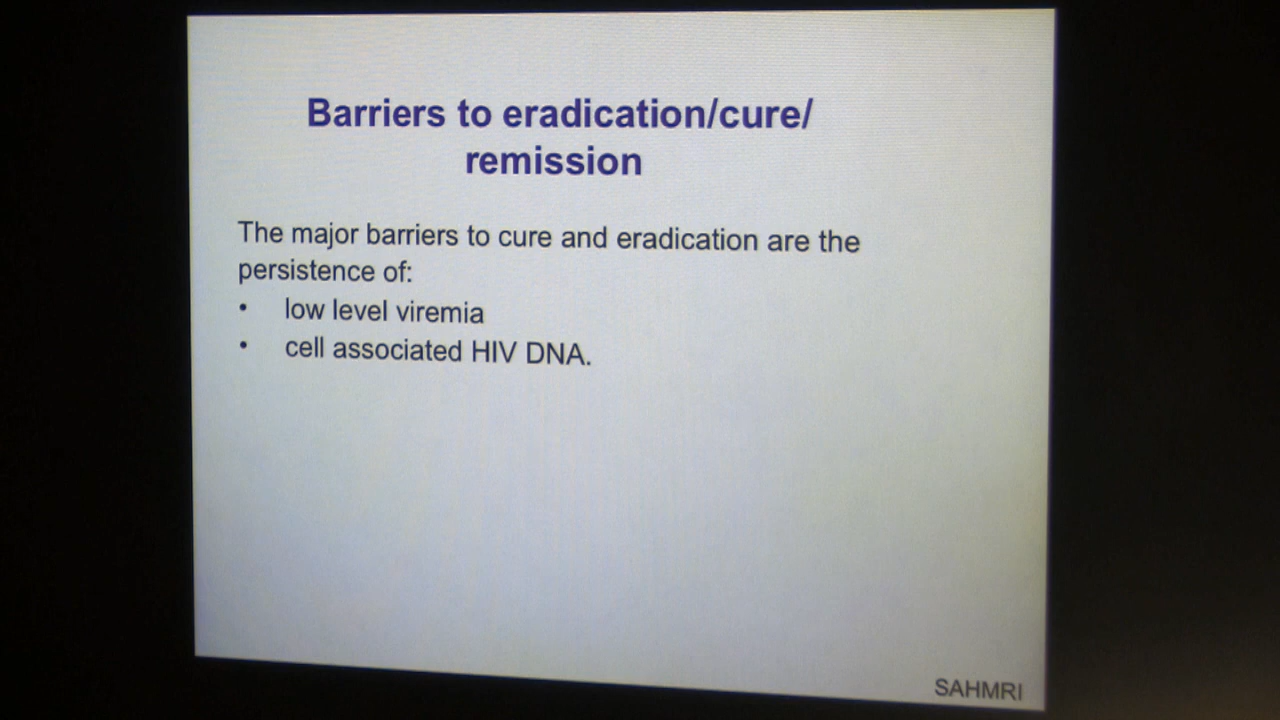 Barriers to eradication/cure/
remission
The major barriers to cure and eradication are the
persistence of:
• low level viremia
• cell associated HIV DNA.
SAHMRI